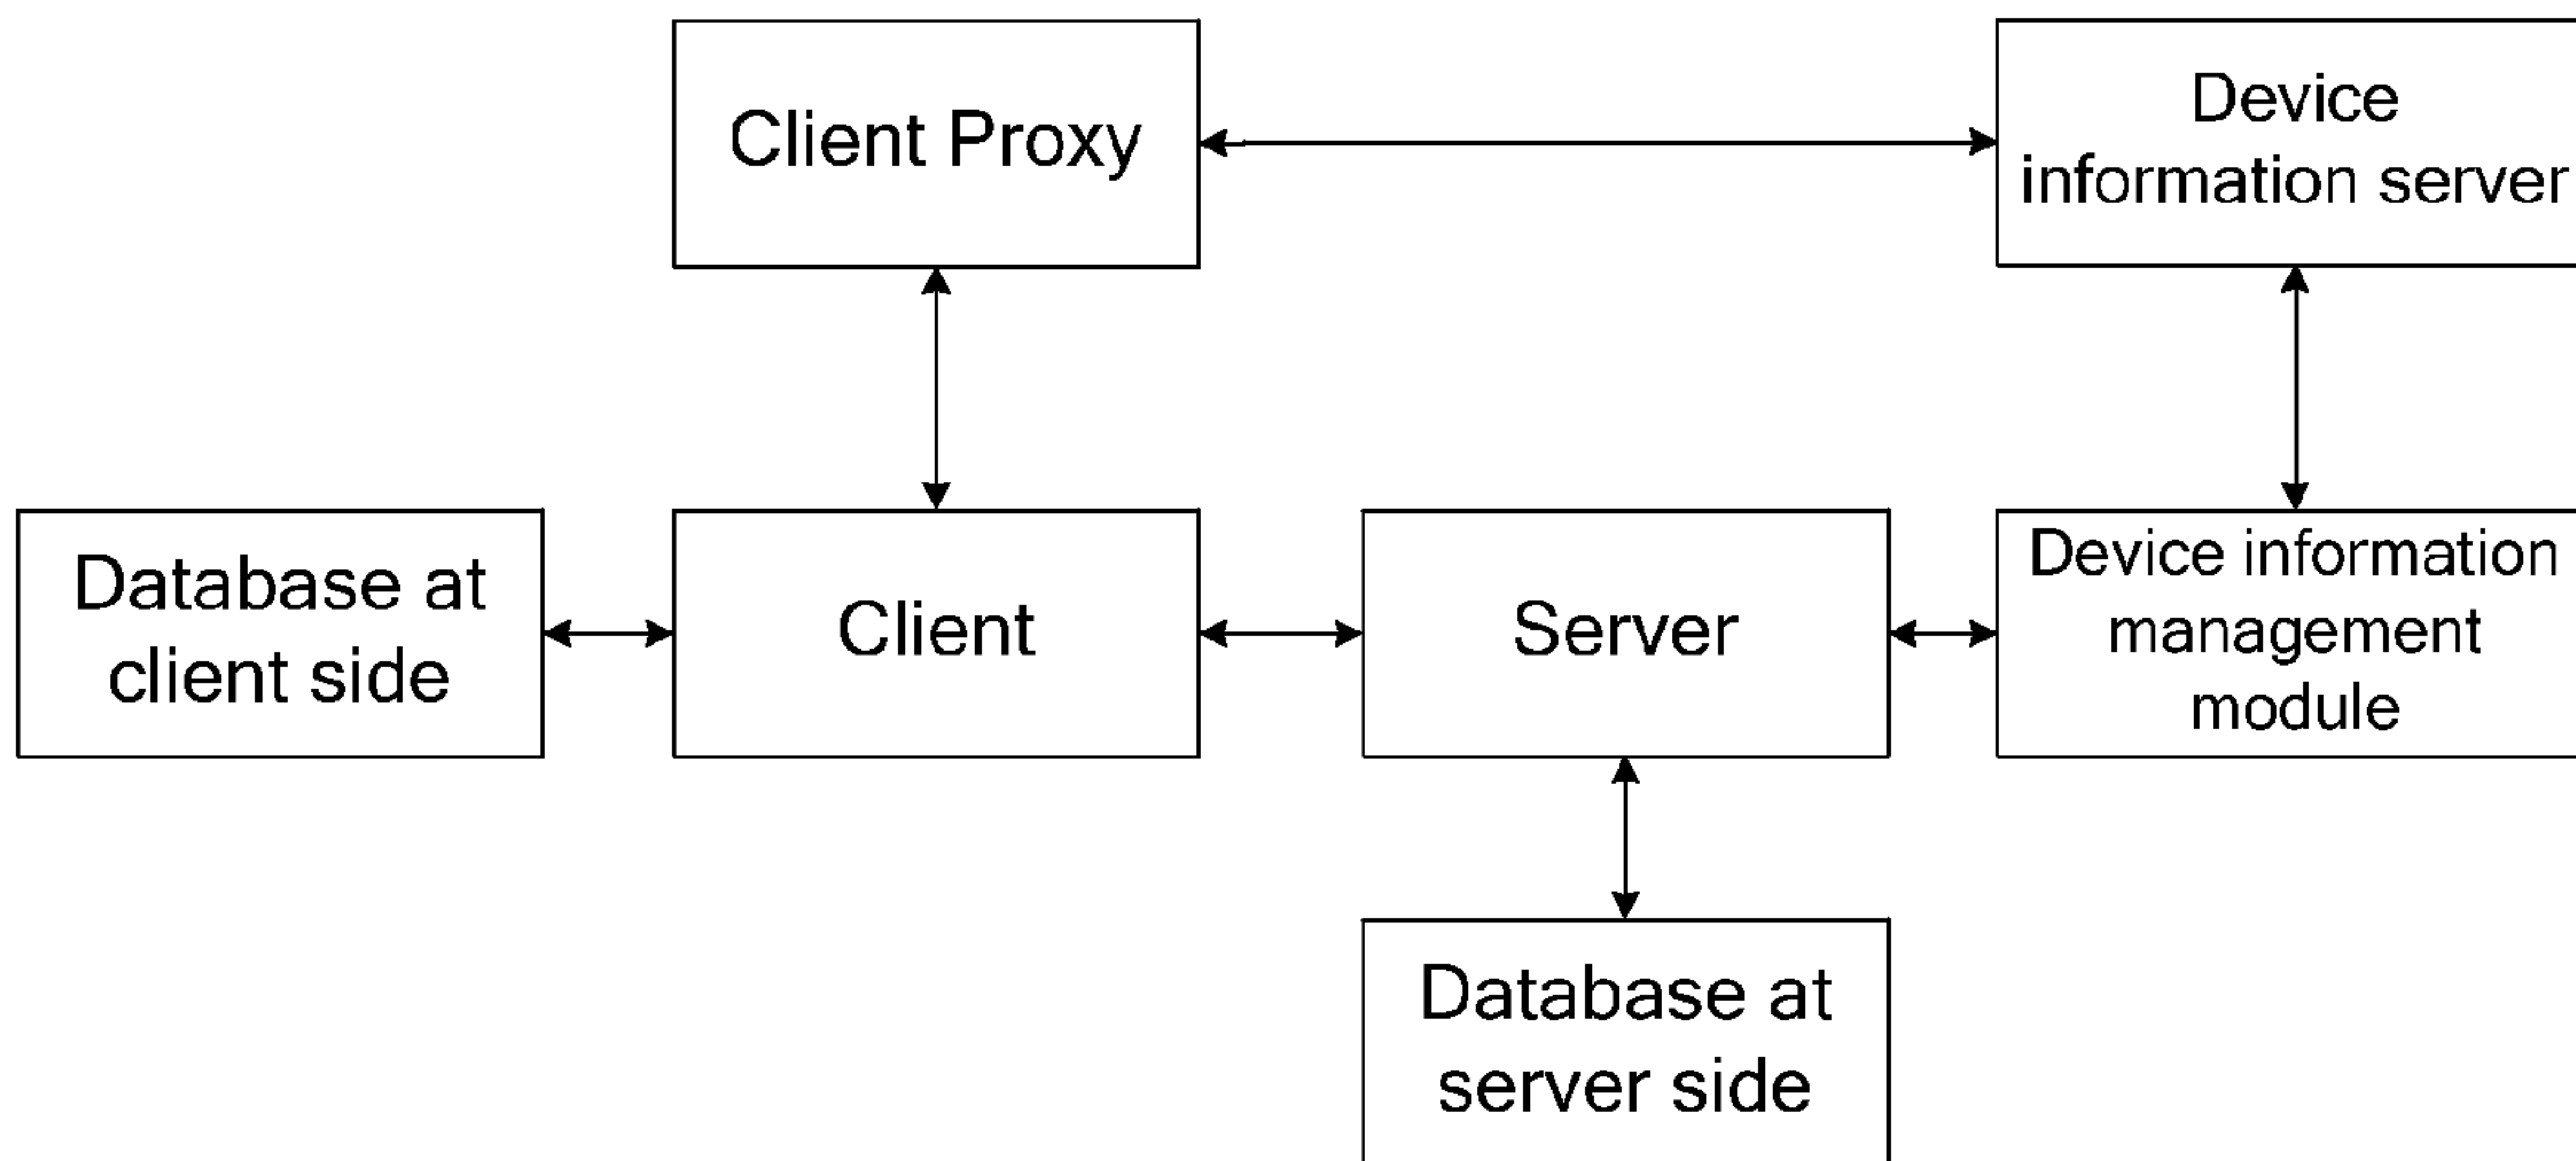 Client Proxy
Device
information server
Database at
client side
Client
Server
Device information
management
module
Database at
server side